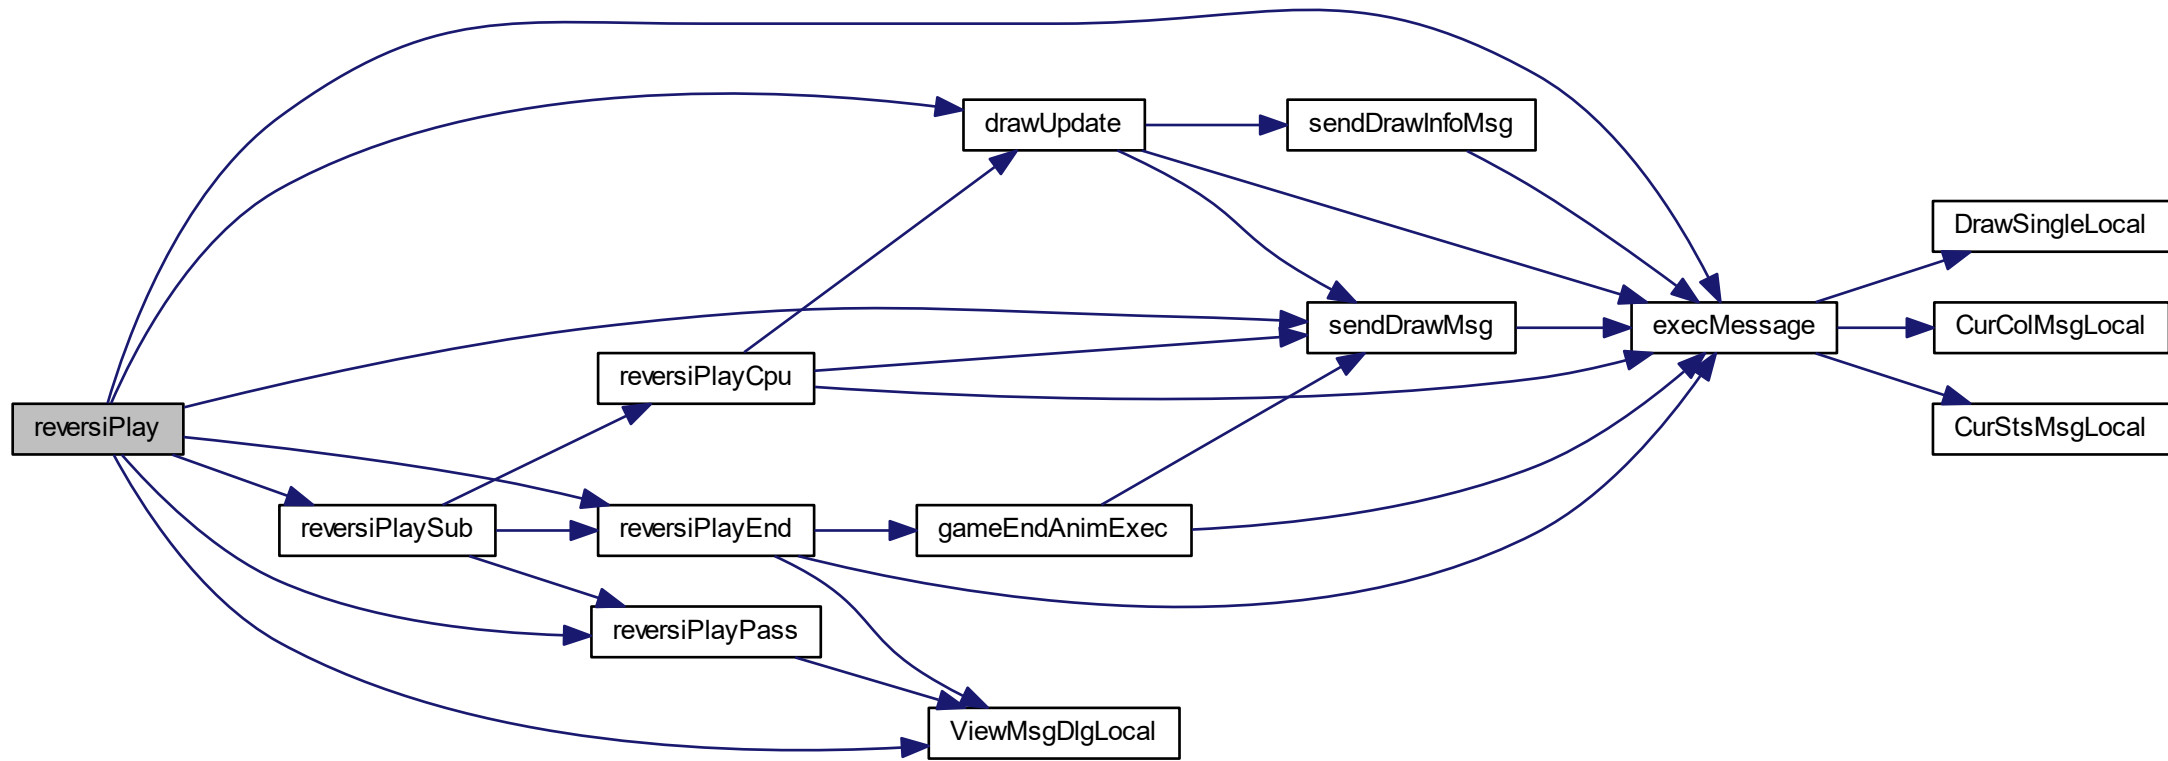 drawUpdate
sendDrawInfoMsg
DrawSingleLocal
sendDrawMsg
execMessage
CurColMsgLocal
reversiPlayCpu
reversiPlay
CurStsMsgLocal
reversiPlaySub
reversiPlayEnd
gameEndAnimExec
reversiPlayPass
ViewMsgDlgLocal